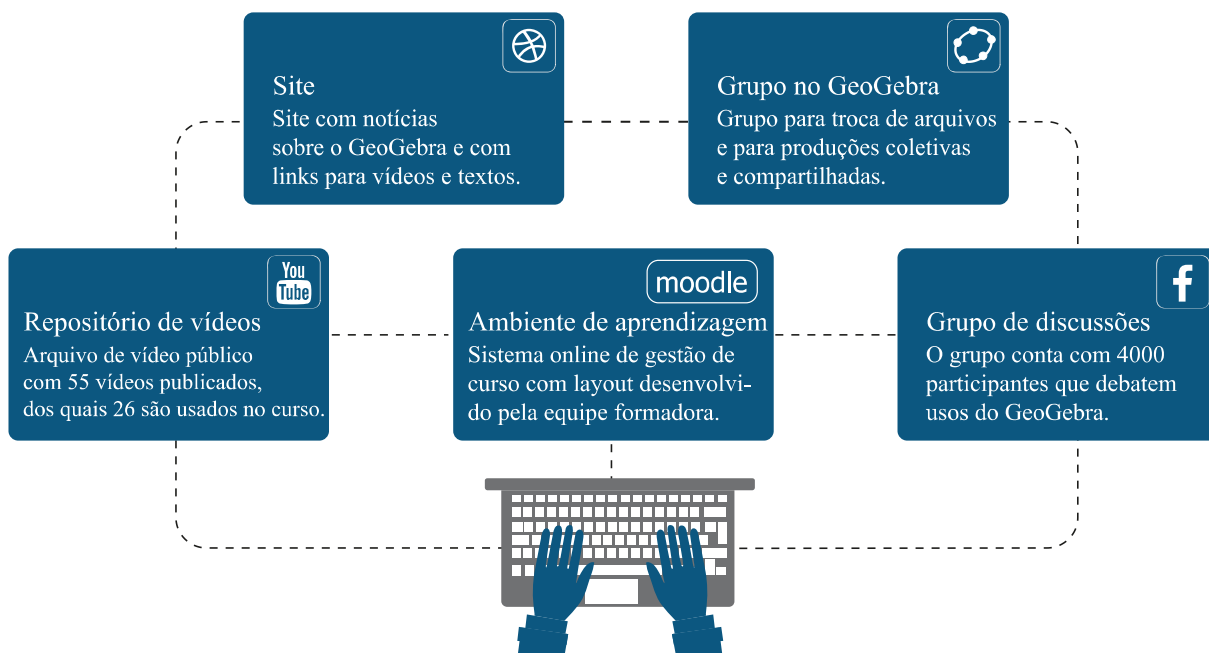 Site
Site com notícias
sobre o GeoGebra e com
links para vídeos e textos.
Grupo no GeoGebra
Grupo para troca de arquivos
e para produções coletivas
e compartilhadas.
You
Tube
Repositório de vídeos
Arquivo de vídeo público
com 55 vídeos publicados,
dos quais 26 são usados no curso.
moodle
Ambiente de aprendizagem
Sistema online de gestão de
curso com layout desenvolvi-
do pela equipe formadora.
f
Grupo de discussões
O grupo conta com 4000
participantes que debatem
usos do GeoGebra.